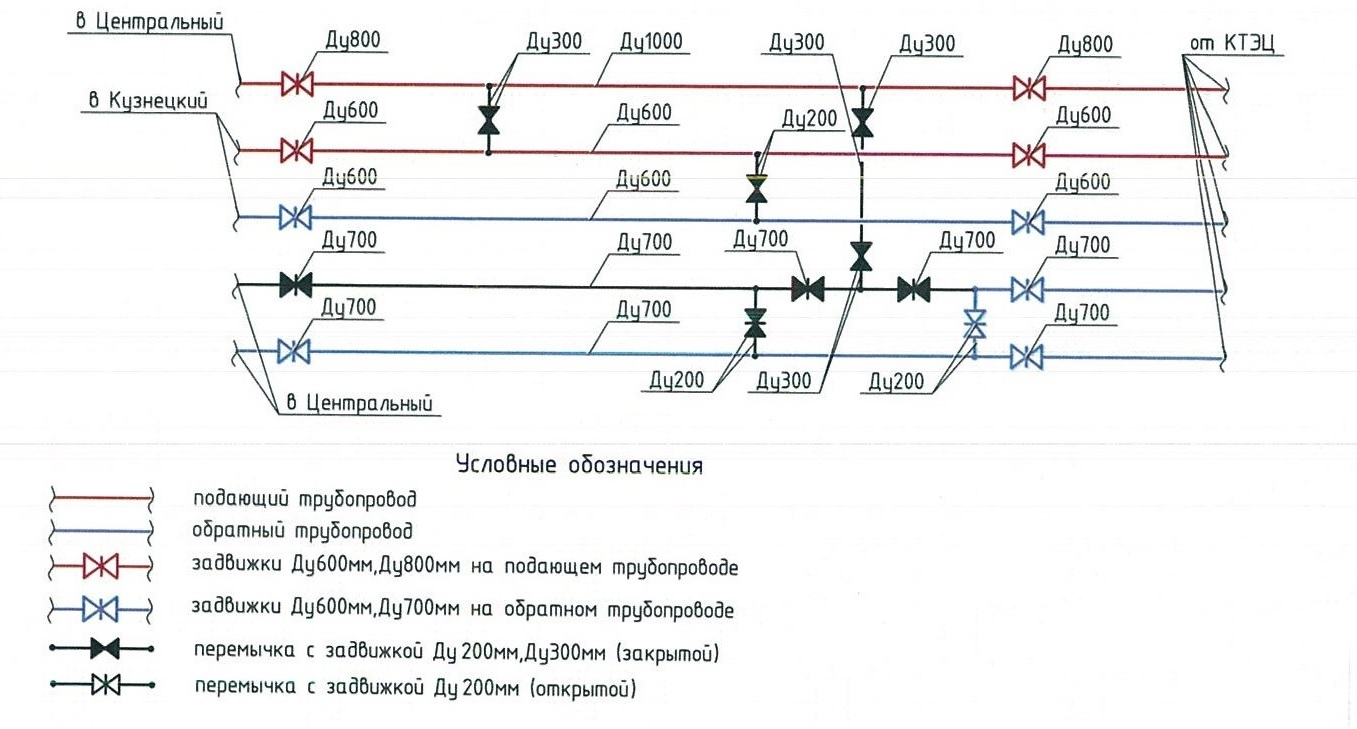 в Центральный
Ду800
Ду300
Ду1000
Ду300
Ду300
Ду800
от КТЭЦ
в Кузнецкий
Ду600
Ду600
Ду200
Ду600
Ду600
Ду600
Ду600
Ду700
Ду700
Ду700
Ду700
Ду700
Ду700
Ду700
Ду700
Ду200
Ду300
Ду200
в Центральный
Условные обозначения
подающий трубопровод
обратный трубопровод
задвижки Ду600мм,Ду800мм на подающем трубопроводе
задвижки Ду600мм,Ду700мм на обратном трубопроводе
перемычка с задвижкой Ду 200мм,Ду300мм (закрытой)
перемычка с задвижкой Ду 200мм (открытой)